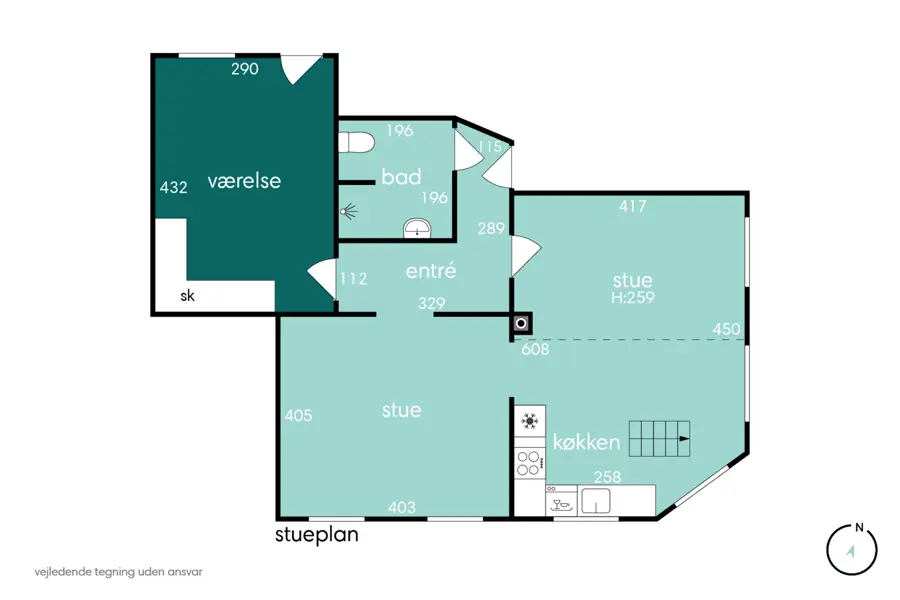 290
196
115
432
værelse
bad
196
417
289
entré
112
329
stue
H:259
sk
450
608
405
stue
køkken
258
403
stueplan
N
vejledende tegning uden ansvar